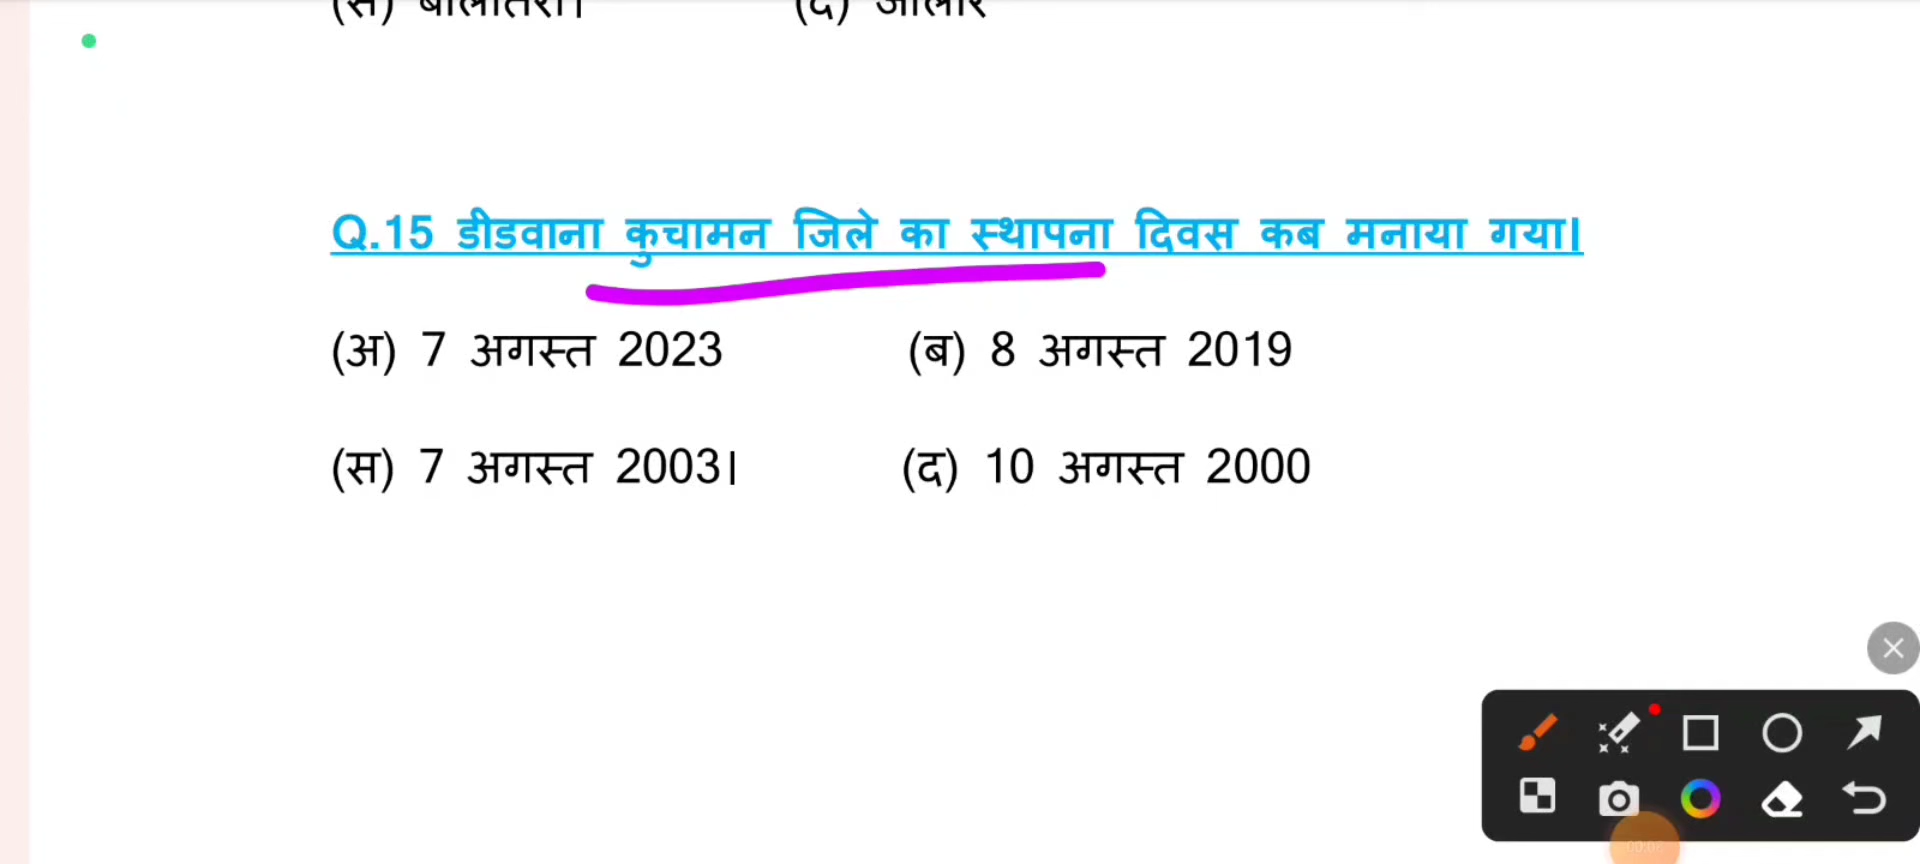 (स) बालोतरा। (द) जालोर
Q.15 डीडवाना कुचामन जिले का स्थापना दिवस कब मनाया गया।
(अ) 7 अगस्त 2023 (ब) 8 अगस्त 2019
(स) 7 अगस्त 2003। (द) 10 अगस्त 2000